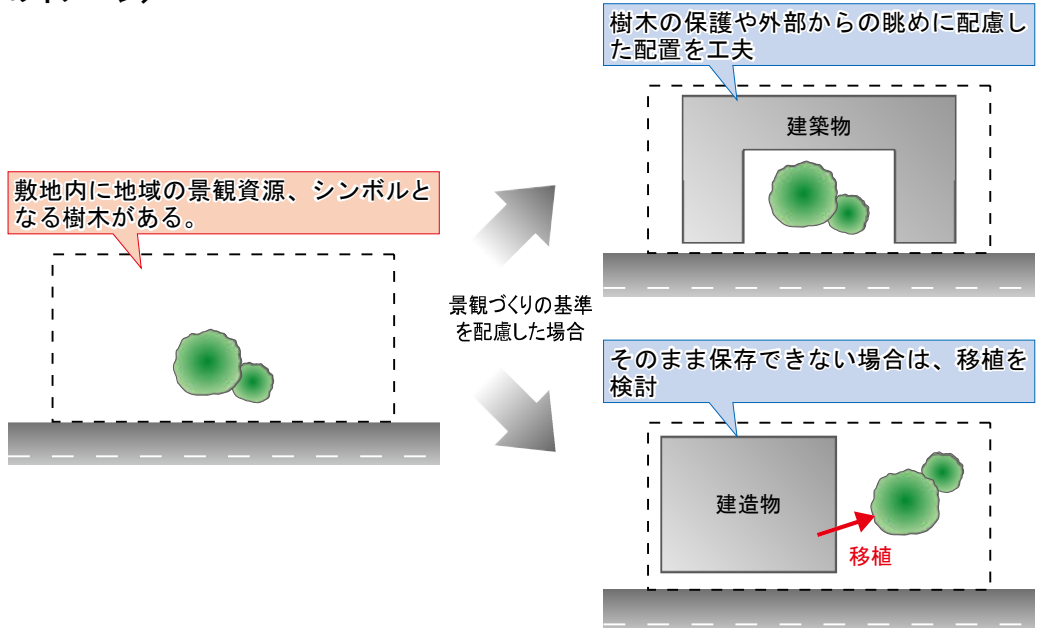 敷地内に地域の景観資源、シンボルと
なる樹木がある。
景観づくりの基準
を配慮した場合
樹木の保護や外部からの眺めに配慮し
た配置を工夫
建築物
そのまま保存できない場合は、移植を
検討
建造物
移植